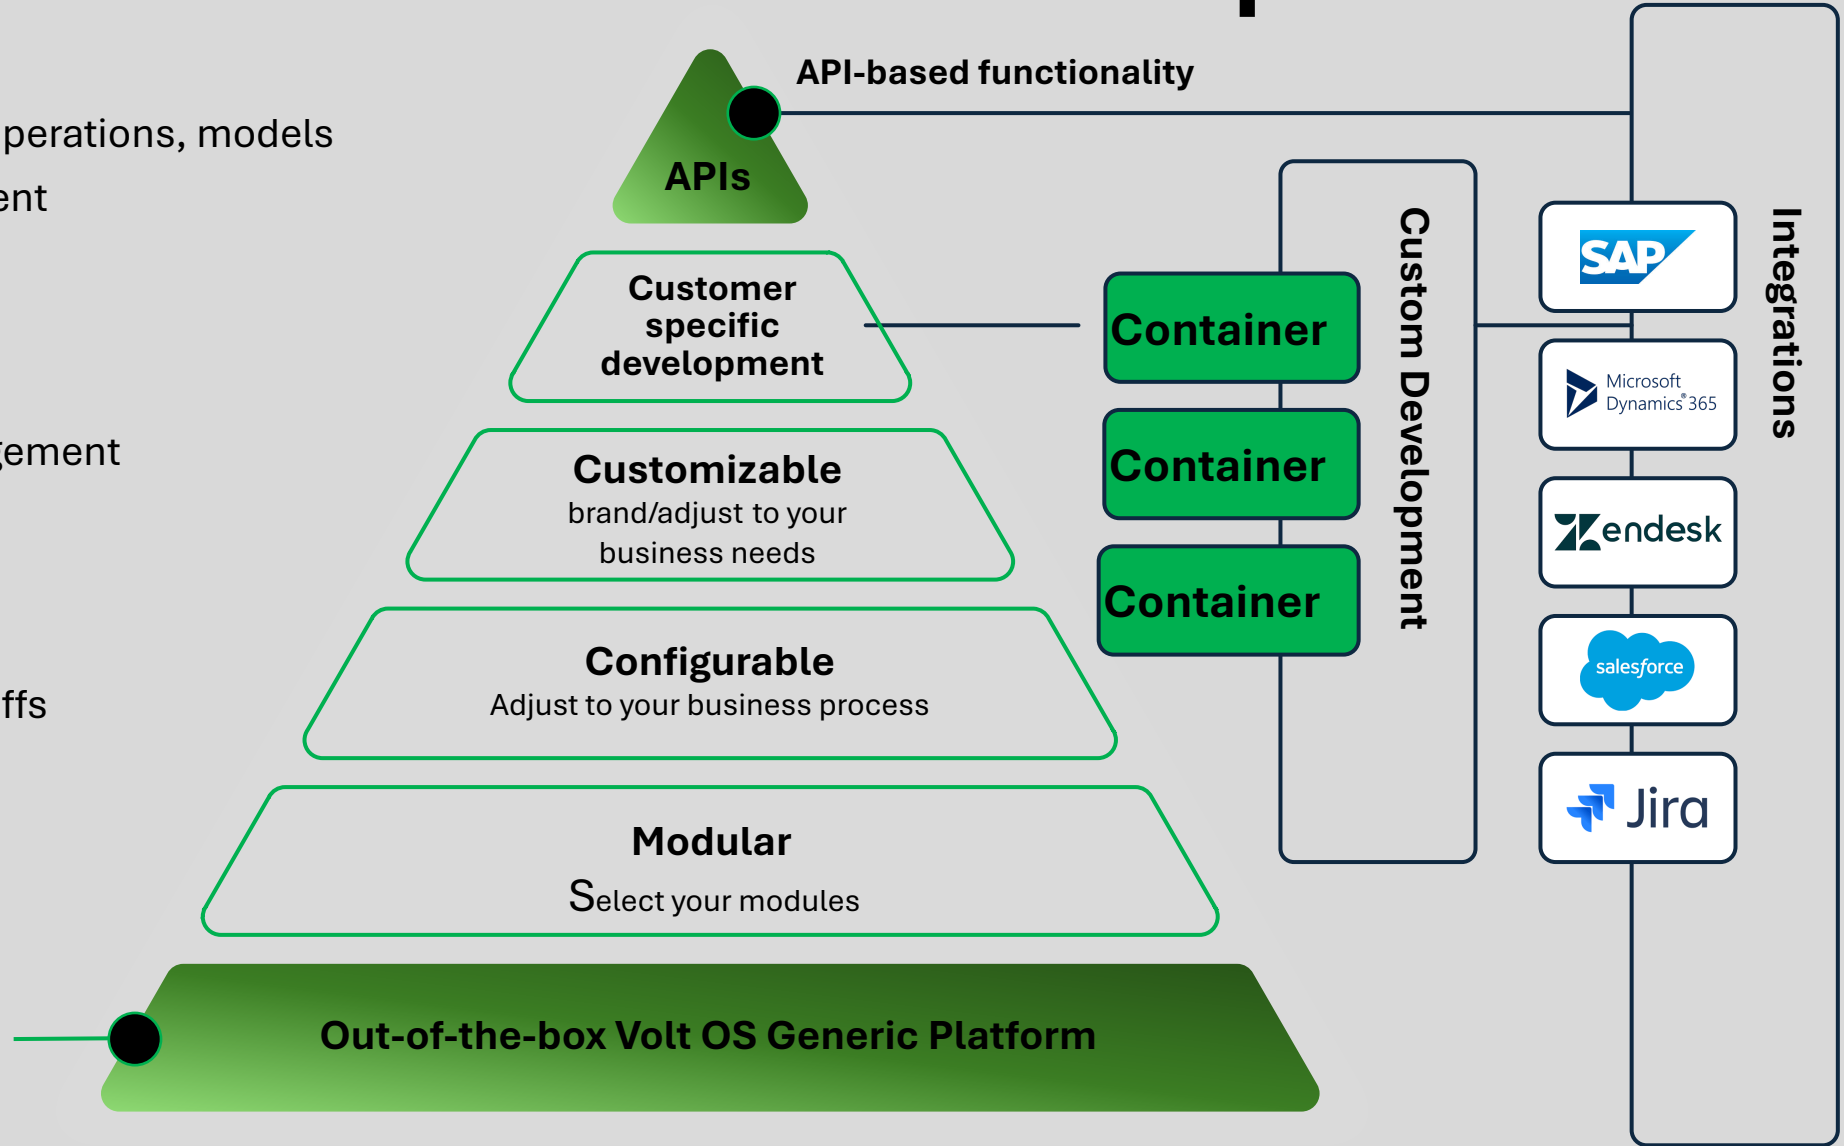 perations, models
ent
gement
ffs
API-based functionality
APIs
Customer
specific
development
Customizable
brand/adjust to your
business needs
Configurable
Adjust to your business process
Modular
Select your modules
Out-of-the-box Volt OS Generic Platform
Container
Container
Container
Custom Development
SAP
Microsoft
Dynamics® 365
Zendesk
salesforce
Jira
Integrations